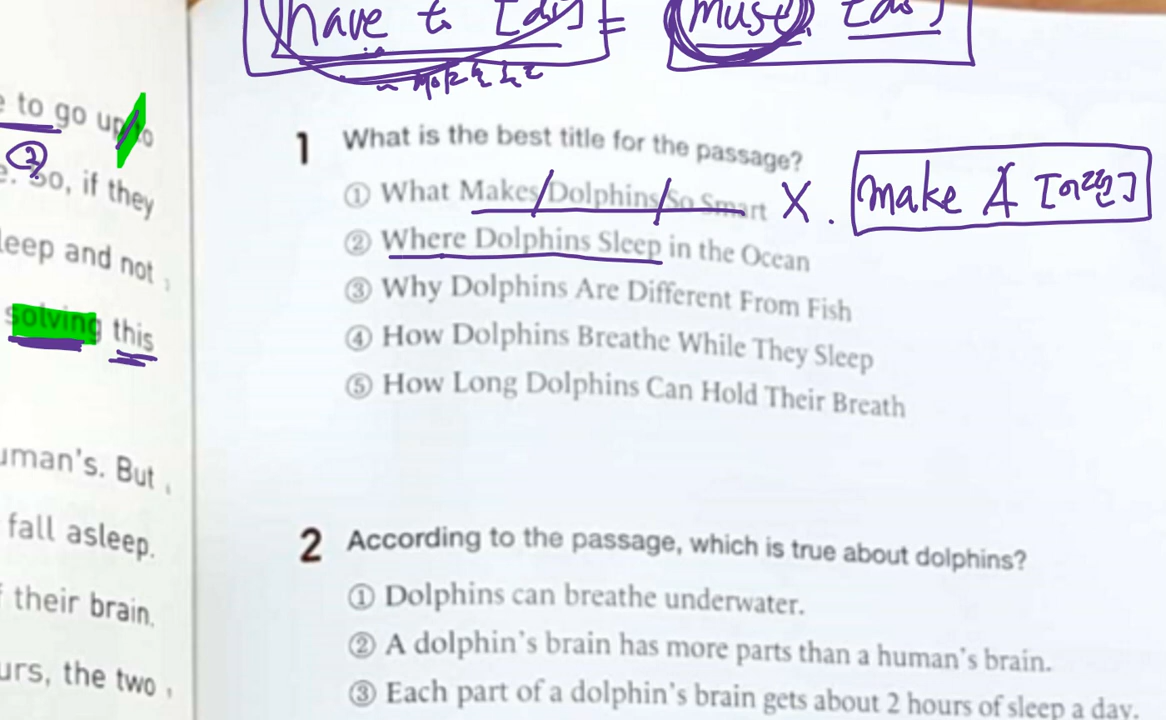 have to [do] = must [do]
to go up to
So, if they
leep and not
solving this
uman's. But
fall asleep.
their brain.
urs, the two
1 What is the best title for the passage?
① What Makes Dolphins So Smart X. make A [어떤]
② Where Dolphins Sleep in the Ocean
③ Why Dolphins Are Different From Fish
④ How Dolphins Breathe While They Sleep
⑤ How Long Dolphins Can Hold Their Breath
2 According to the passage, which is true about dolphins?
① Dolphins can breathe underwater.
② A dolphin's brain has more parts than a human's brain.
③ Each part of a dolphin's brain gets about 2 hours of sleep a day.